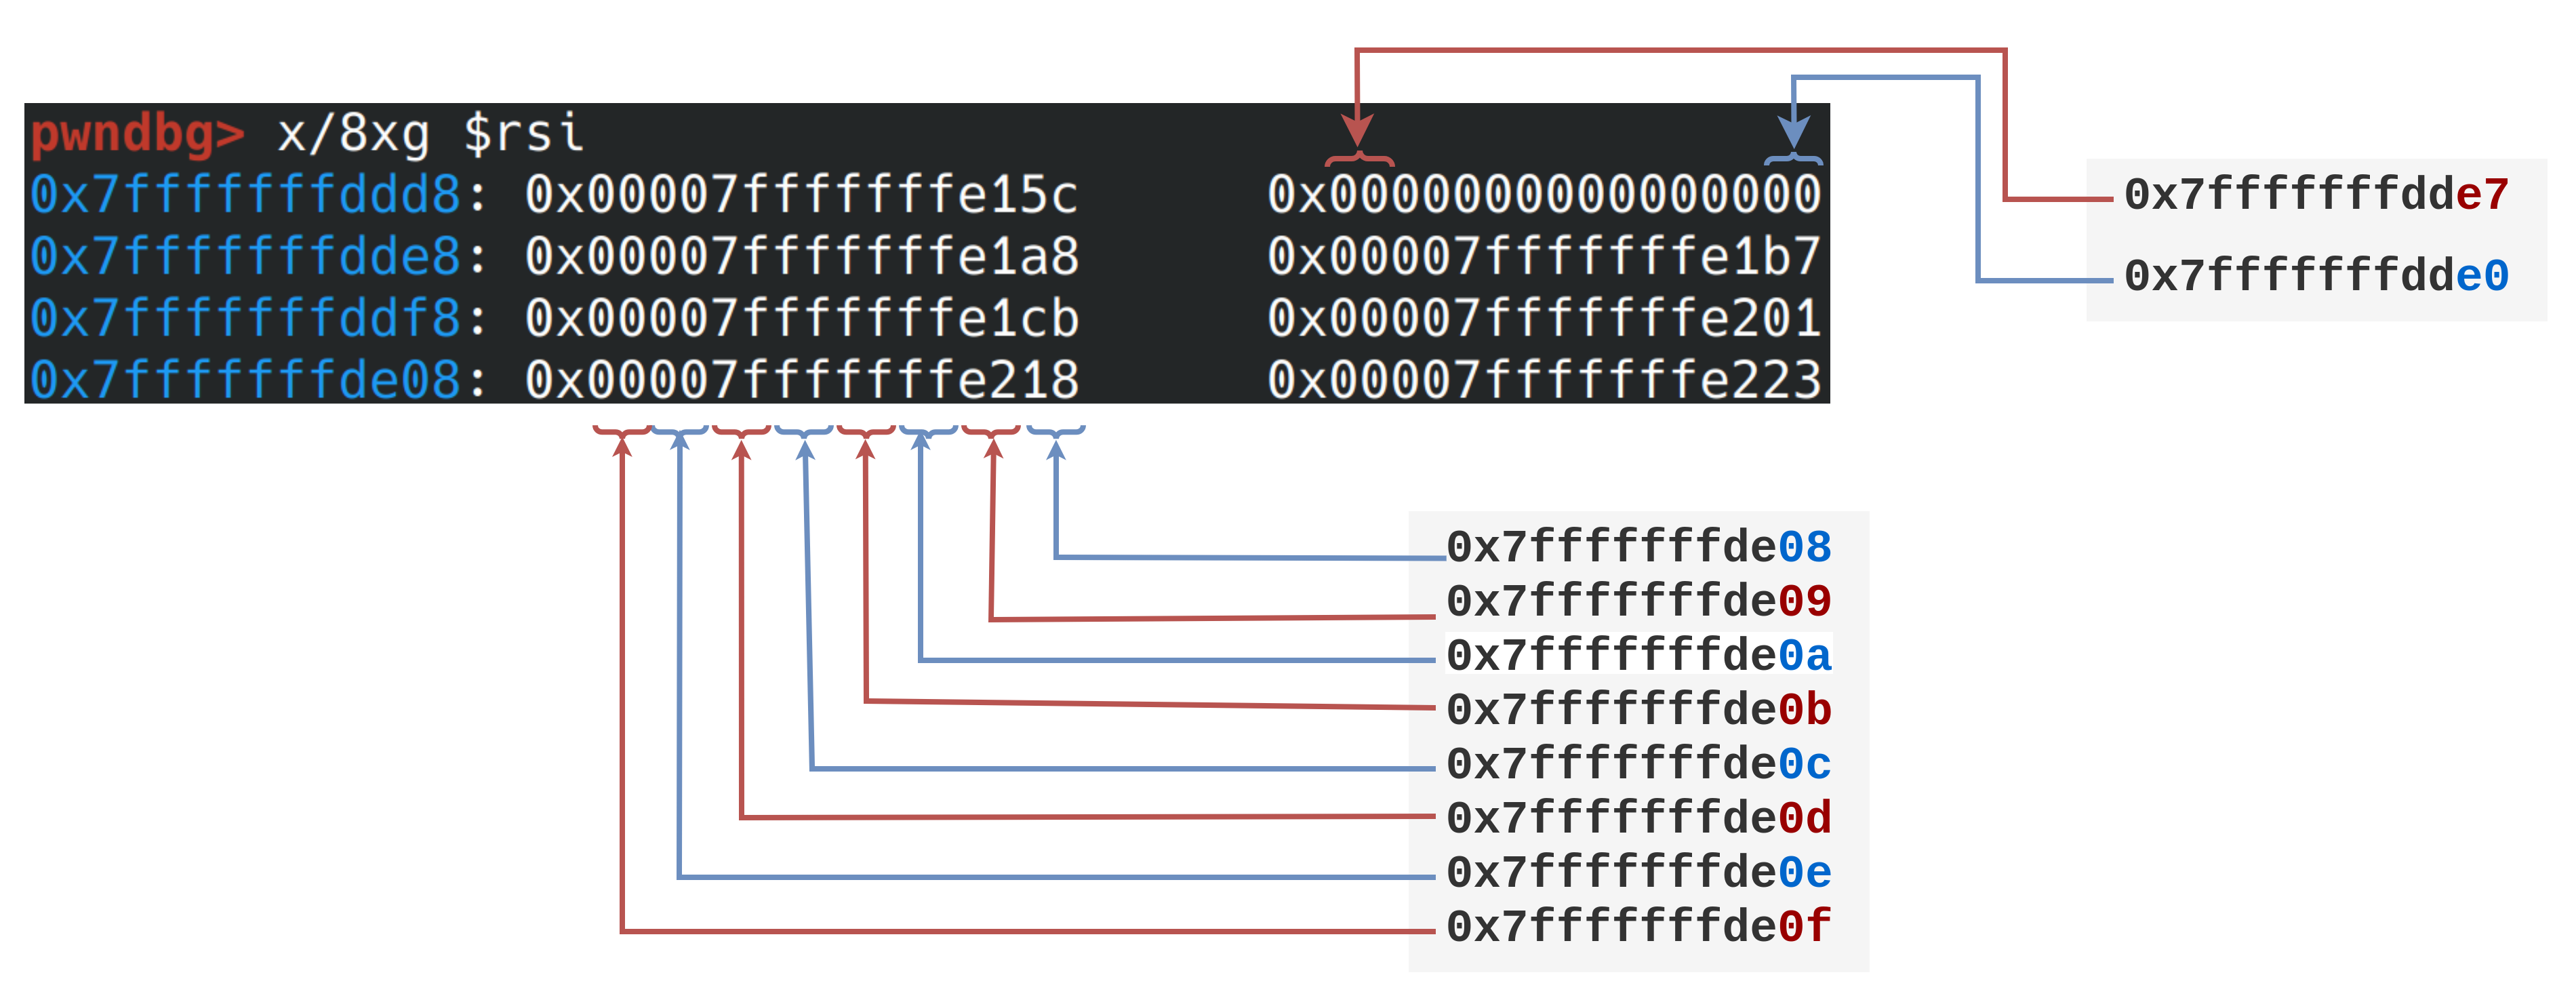 pwndbg> x/8xg $rsi
0x7fffffffddd8: 0x00007fffffffe15c 0x0000000000000000
0x7fffffffdde8: 0x00007fffffffe1a8 0x00007fffffffe1b7
0x7fffffffddf8: 0x00007fffffffe1cb 0x00007fffffffe201
0x7fffffffde08: 0x00007fffffffe218 0x00007fffffffe223
0x7fffffffdde7
0x7fffffffdde0
0x7fffffffde08
0x7fffffffde09
0x7fffffffde0a
0x7fffffffde0b
0x7fffffffde0c
0x7fffffffde0d
0x7fffffffde0e
0x7fffffffde0f